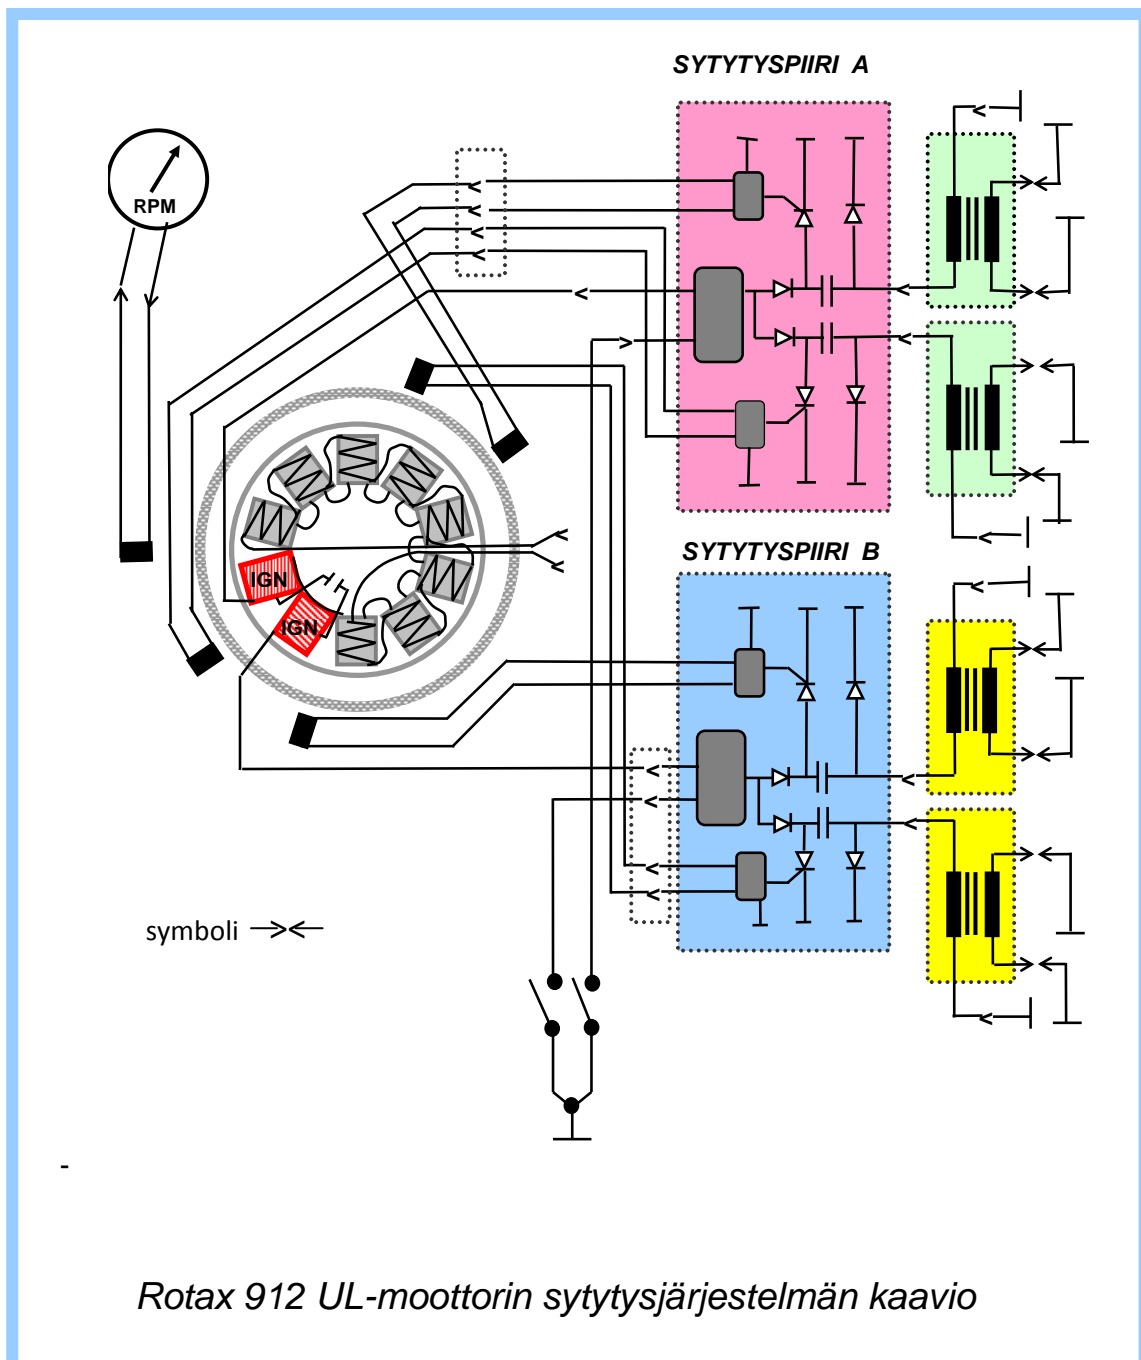 SYTYTYSPIIRI A
RPM
SYTYTYSPIIRI B
IGN
IGN
symboli
-
Rotax 912 UL-moottorin sytytysjärjestelmän kaavio